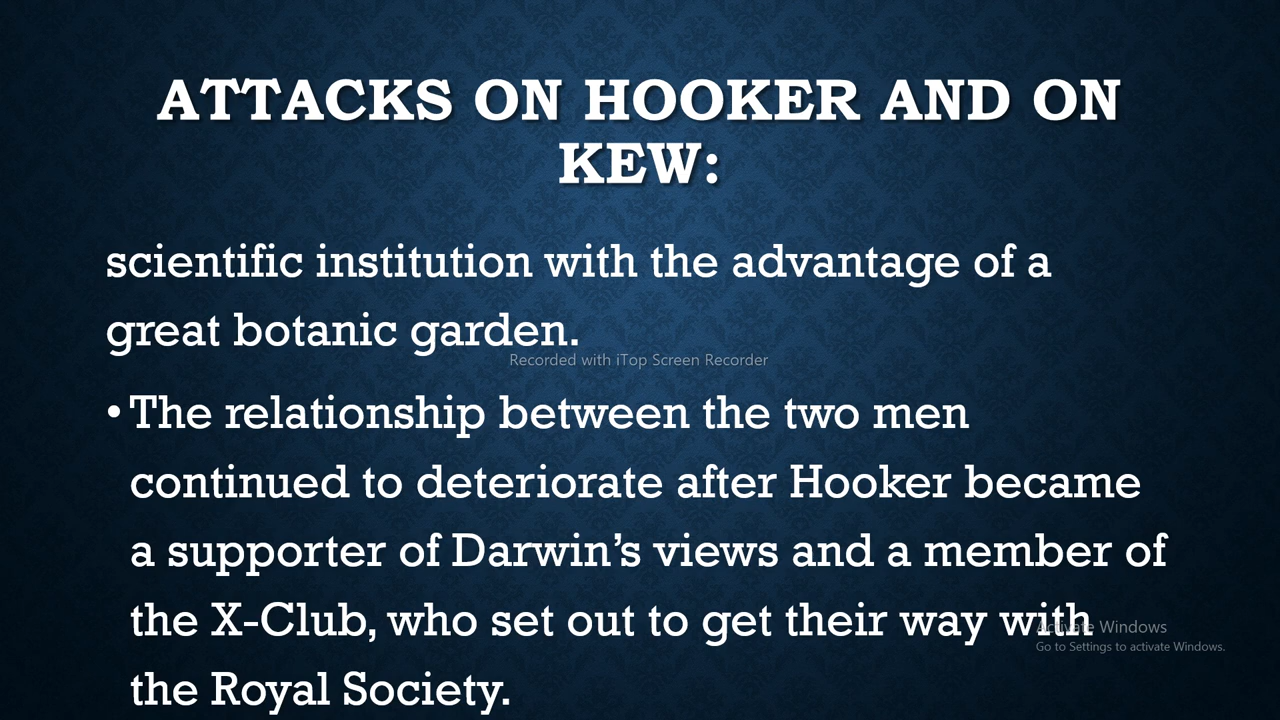 ATTACKS ON HOOKER AND ON
KEW:
scientific institution with the advantage of a
great botanic garden.
Recorded with iTop Screen Recorder
• The relationship between the two men
continued to deteriorate after Hooker became
a supporter of Darwin’s views and a member of
the X-Club, who set out to get their way with
Activate Windows
Go to Settings to activate Windows.
the Royal Society.